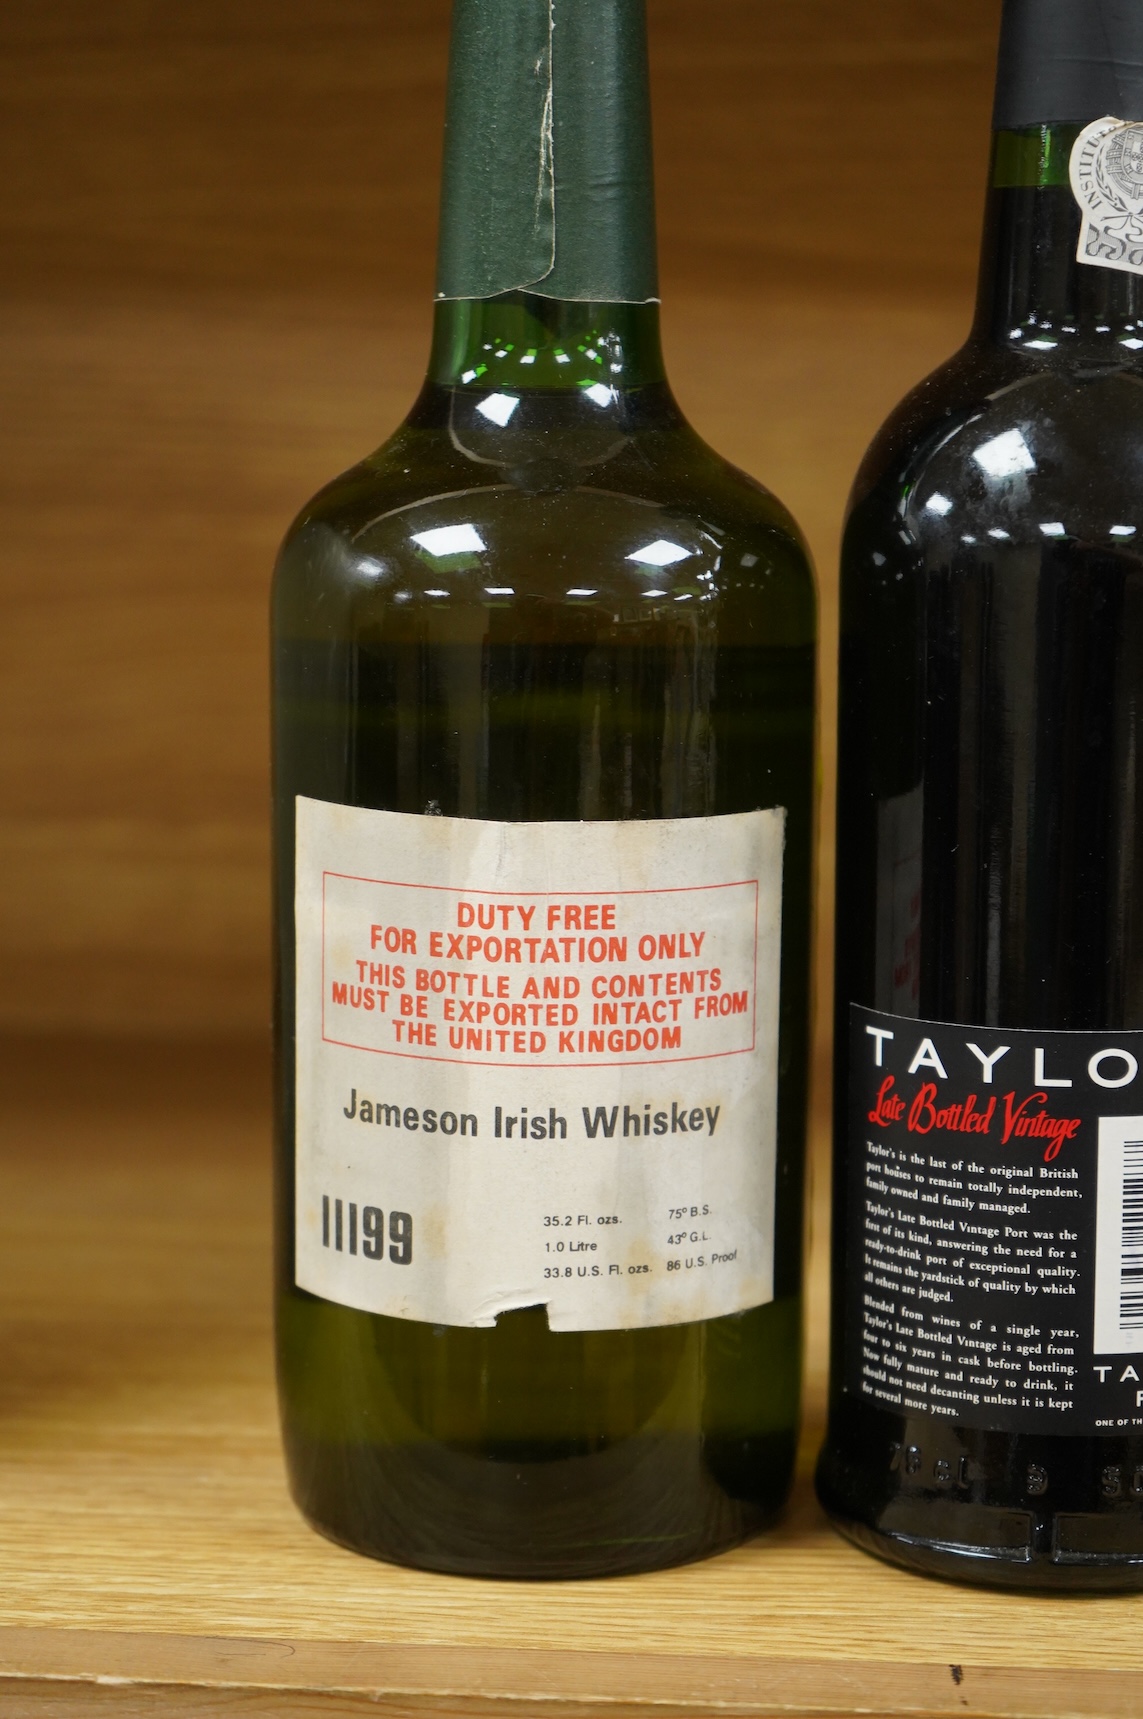 DUTY FREE
FOR EXPORTATION ONLY
THIS BOTTLE AND CONTENTS
MUST BE EXPORTED INTACT FROM
THE UNITED KINGDOM
Jameson Irish Whiskey
11199
35.2 Fl. ozs. 75° B.S.
1.0 Litre 43° G.L.
33.8 U.S. Fl. ozs. 86 U.S. Proof
INSTITU
TAYLO
Late Bottled Vintage
Taylor's is the last of the original British
port houses to remain totally independent,
family owned and family managed.
Taylor's Late Bottled Vintage Port was the
first of its kind, answering the need for a
ready-to-drink port of exceptional quality.
It remains the yardstick of quality by which
all others are judged.
Blended from wines of a single year,
Taylor's Late Bottled Vintage is aged from
four to six years in cask before bottling.
Now fully mature and ready to drink, it
should not need decanting unless it is kept
for several more years.
TA
ONE OF TH